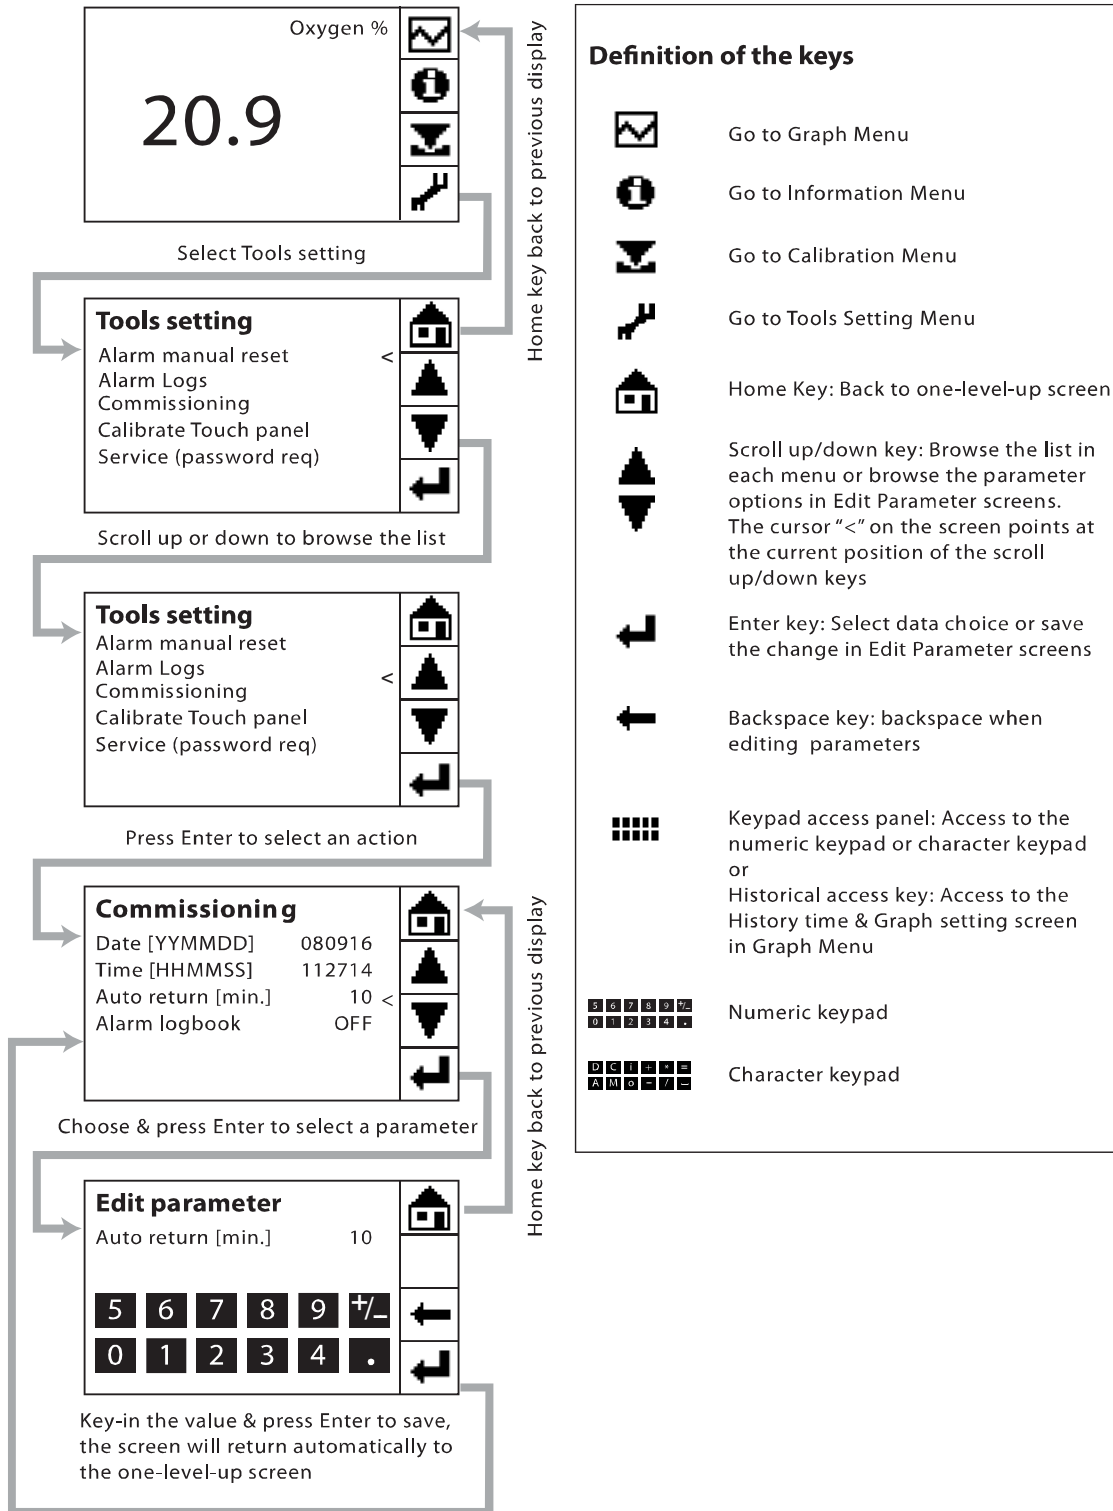 Oxygen %
20.9
Select Tools setting
Home key back to previous display
Tools setting
Alarm manual reset <
Alarm Logs
Commissioning
Calibrate Touch panel
Service (password req)
Scroll up or down to browse the list
Tools setting
Alarm manual reset
Alarm Logs
Commissioning <
Calibrate Touch panel
Service (password req)
Press Enter to select an action
Commissioning
Date [YYMMDD] 080916
Time [HHMMSS] 112714
Auto return [min.] 10 <
Alarm logbook OFF
Choose & press Enter to select a parameter
Home key back to previous display
Edit parameter
Auto return [min.] 10
5 6 7 8 9 +/-
0 1 2 3 4 .
Key-in the value & press Enter to save,
the screen will return automatically to
the one-level-up screen
Definition of the keys
Go to Graph Menu
Go to Information Menu
Go to Calibration Menu
Go to Tools Setting Menu
Home Key: Back to one-level-up screen
Scroll up/down key: Browse the list in
each menu or browse the parameter
options in Edit Parameter screens.
The cursor "<" on the screen points at
the current position of the scroll
up/down keys
Enter key: Select data choice or save
the change in Edit Parameter screens
Backspace key: backspace when
editing parameters
Keypad access panel: Access to the
numeric keypad or character keypad
or
Historical access key: Access to the
History time & Graph setting screen
in Graph Menu
5 6 7 8 9 +/-
0 1 2 3 4 .
Numeric keypad
D C i + * =
A M o - / _
Character keypad